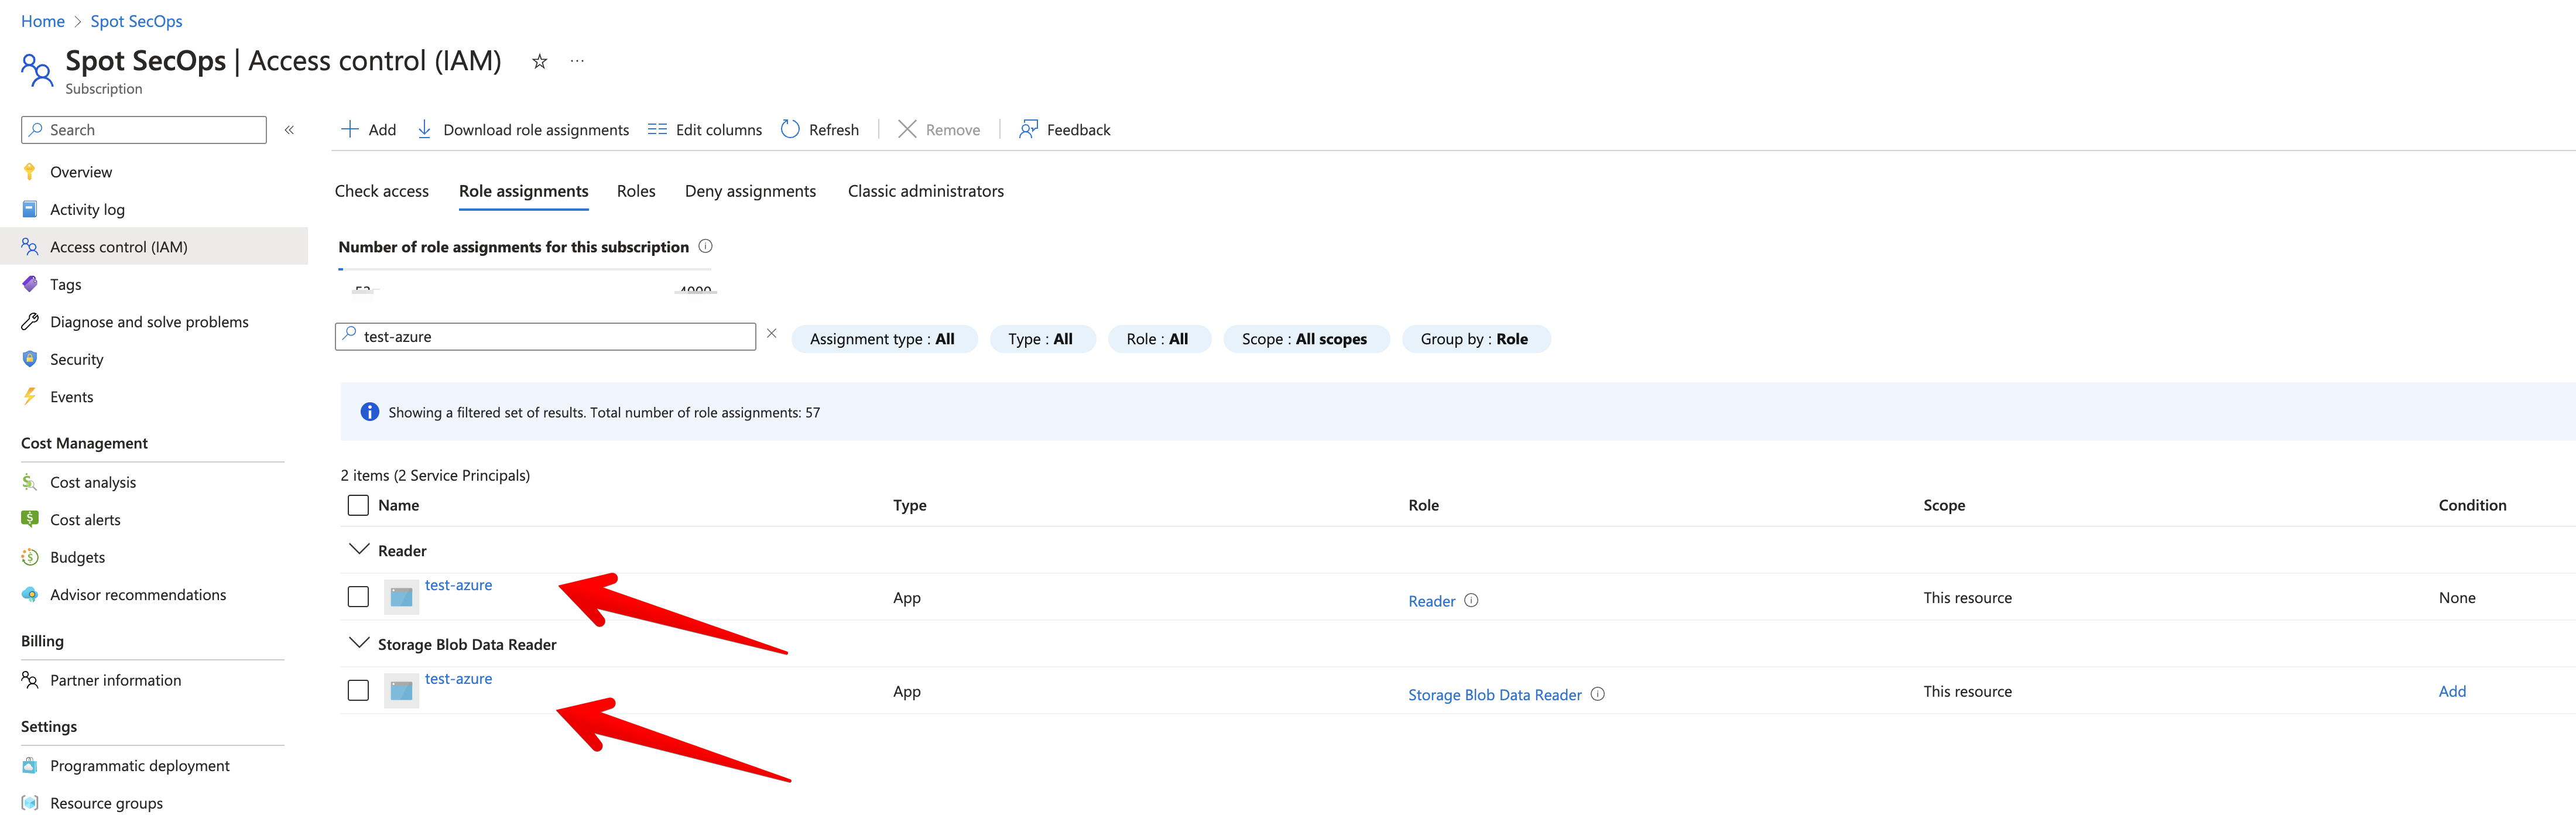 Home > Spot SecOps
Spot SecOps | Access control (IAM)
Subscription
Search
Add
Download role assignments
Edit columns
Refresh
Remove
Feedback
Overview
Activity log
Access control (IAM)
Tags
Diagnose and solve problems
Security
Events
Cost Management
Cost analysis
Cost alerts
Budgets
Advisor recommendations
Billing
Partner information
Settings
Programmatic deployment
Resource groups
Check access
Role assignments
Roles
Deny assignments
Classic administrators
Number of role assignments for this subscription
4000
test-azure
Assignment type : All
Type : All
Role : All
Scope : All scopes
Group by : Role
Showing a filtered set of results. Total number of role assignments: 57
2 items (2 Service Principals)
Name Type Role Scope Condition
Reader
test-azure App Reader This resource None
Storage Blob Data Reader
test-azure App Storage Blob Data Reader This resource Add